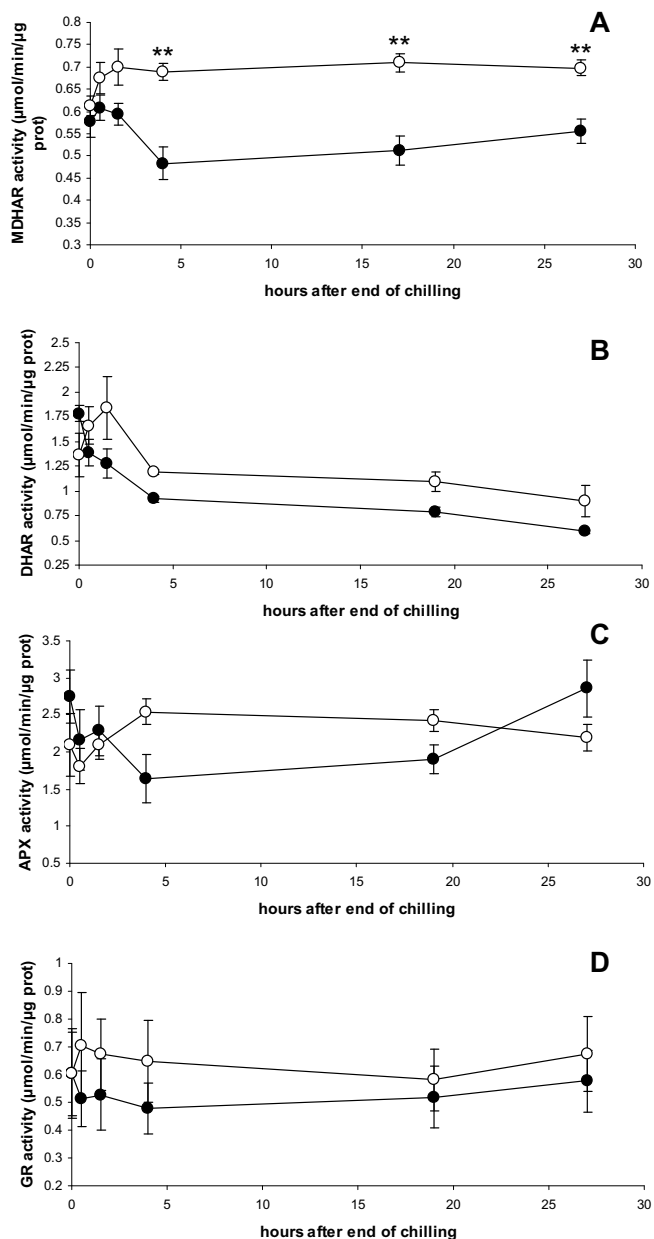 A
0.8
0.75
0.7
0.65
0.6
0.55
0.5
0.45
0.4
0.35
0.3
MDHAR activity (µmol/min/µg
prot)
** ** **
0 5 10 15 20 25 30
hours after end of chilling
B
2.5
2.25
2
1.75
1.5
1.25
1
0.75
0.5
0.25
DHAR activity (µmol/min/µg prot)
0 5 10 15 20 25 30
hours after end of chilling
C
3.5
3
2.5
2
1.5
1
0.5
APX activity (µmol/min/µg prot)
0 5 10 15 20 25 30
hours after end of chilling
D
1
0.9
0.8
0.7
0.6
0.5
0.4
0.3
0.2
GR activity (µmol/min/µg prot)
0 5 10 15 20 25 30
hours after end of chilling